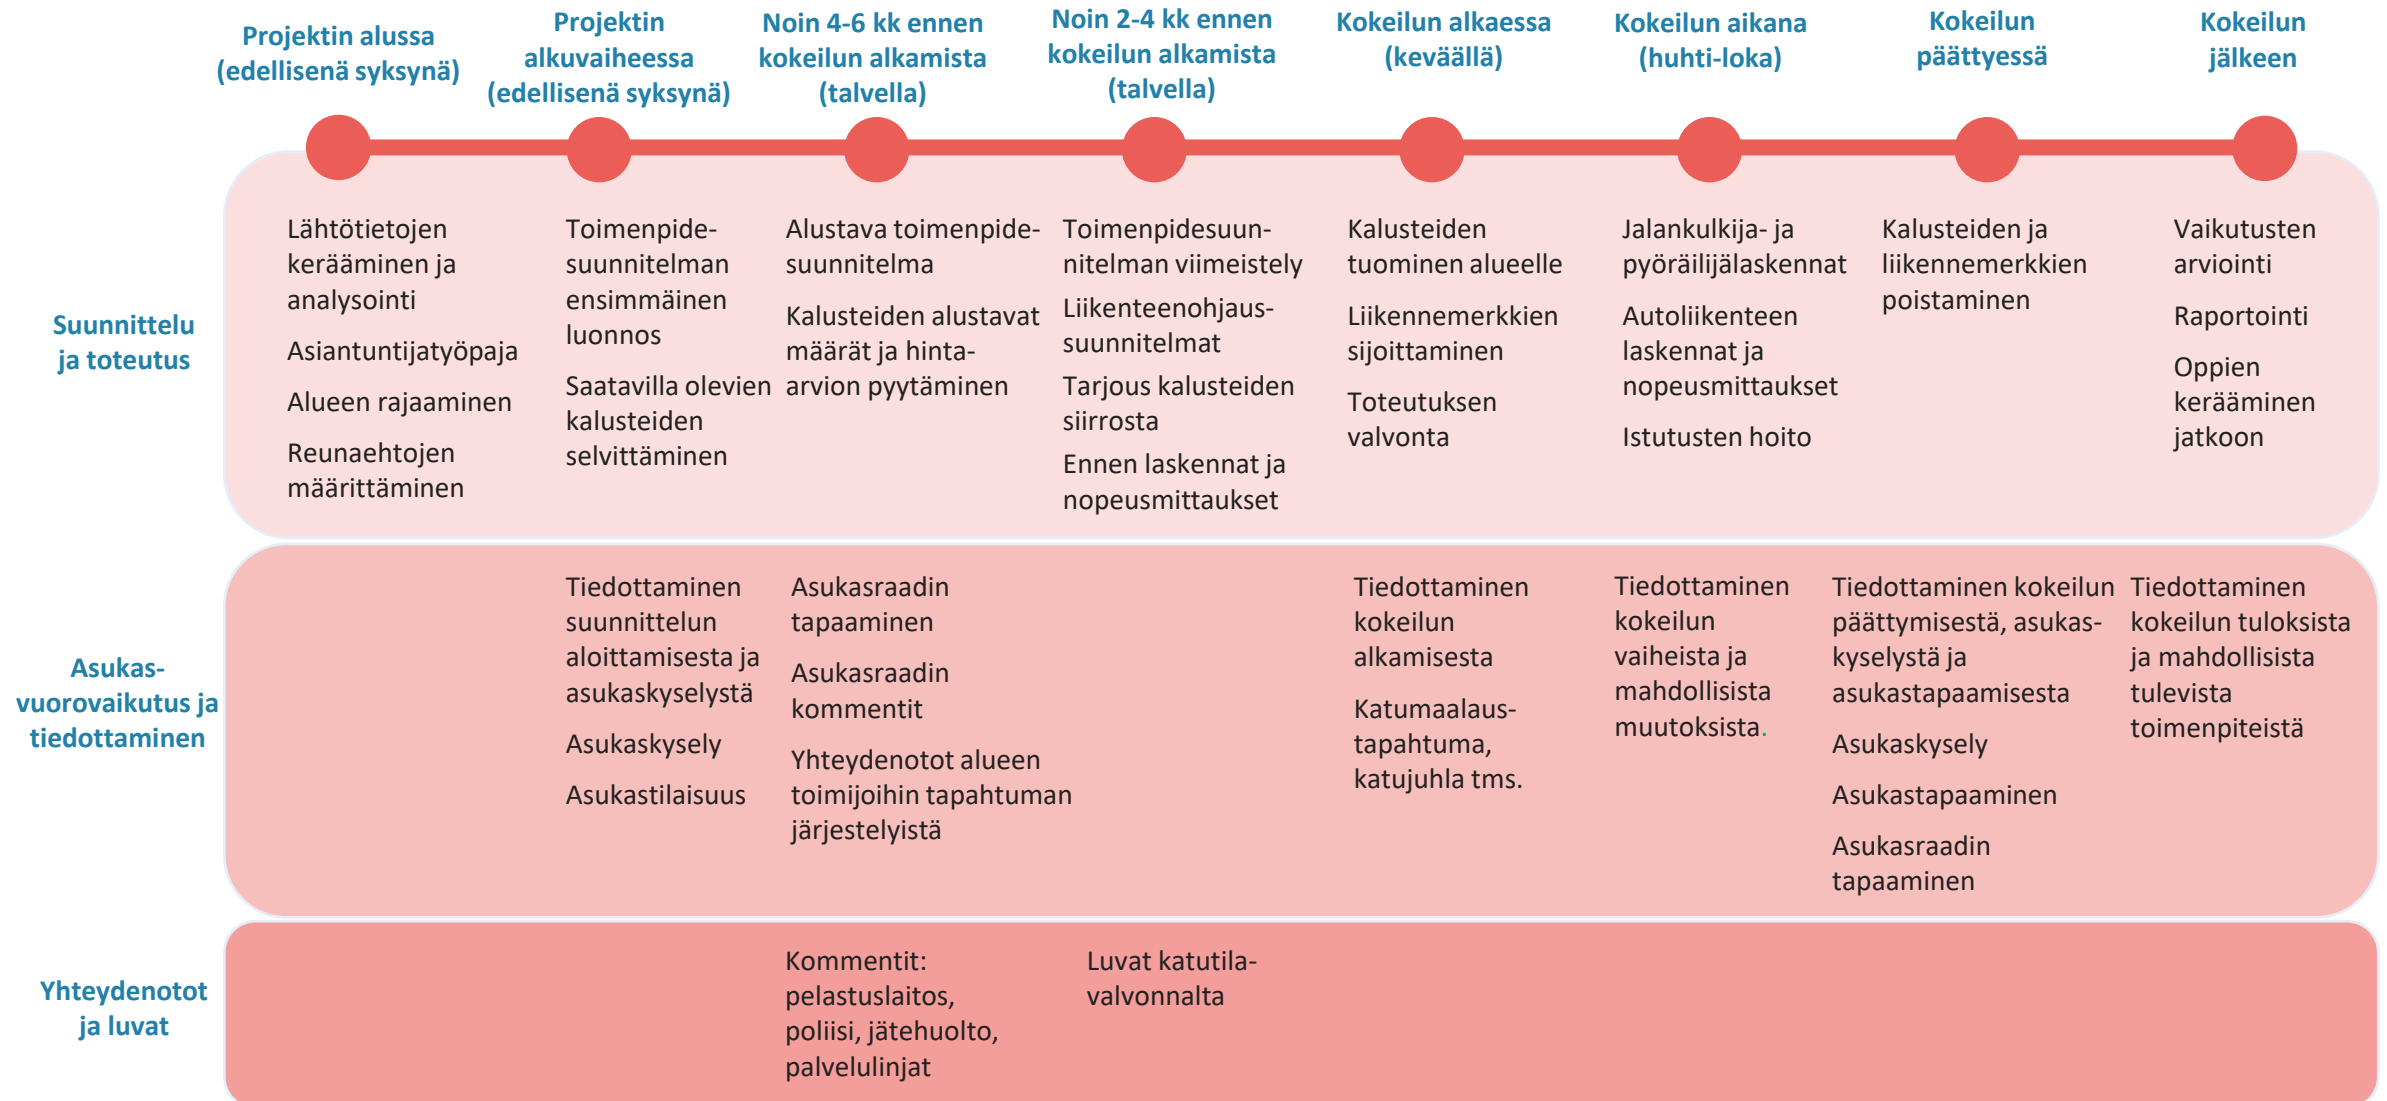 Projektin alussa
(edellisenä syksynä)
Projektin
alkuvaiheessa
(edellisenä syksynä)
Noin 4-6 kk ennen
kokeilun alkamista
(talvella)
Noin 2-4 kk ennen
kokeilun alkamista
(talvella)
Kokeilun alkaessa
(keväällä)
Kokeilun aikana
(huhti-loka)
Kokeilun
päättyessä
Kokeilun
jälkeen
Suunnittelu
ja toteutus
Lähtötietojen
kerääminen ja
analysointi
Asiantuntijatyöpaja
Alueen rajaaminen
Reunaehtojen
määrittäminen
Toimenpide-
suunnitelman
ensimmäinen
luonnos
Saatavilla olevien
kalusteiden
selvittäminen
Alustava toimenpide-
suunnitelma
Kalusteiden alustavat
määrät ja hinta-
arvion pyytäminen
Toimenpidesuun-
nitelman viimeistely
Liikenteenohjaus-
suunnitelmat
Tarjous kalusteiden
siirrosta
Ennen laskennat ja
nopeusmittaukset
Kalusteiden
tuominen alueelle
Liikennemerkkien
sijoittaminen
Toteutuksen
valvonta
Jalankulkija- ja
pyöräilijälaskennat
Autoliikenteen
laskennat ja
nopeusmittaukset
Istutusten hoito
Kalusteiden ja
liikennemerkkien
poistaminen
Vaikutusten
arviointi
Raportointi
Oppien
kerääminen
jatkoon
Asukas-
vuorovaikutus ja
tiedottaminen
Tiedottaminen
suunnittelun
aloittamisesta ja
asukaskyselystä
Asukaskysely
Asukastilaisuus
Asukasraadin
tapaaminen
Asukasraadin
kommentit
Yhteydenotot alueen
toimijoihin tapahtuman
järjestelyistä
Tiedottaminen
kokeilun
alkamisesta
Katumaalaus-
tapahtuma,
katujuhla tms.
Tiedottaminen
kokeilun
vaiheista ja
mahdollisista
muutoksista.
Tiedottaminen kokeilun
päättymisestä, asukas-
kyselystä ja
asukastapaamisesta
Asukaskysely
Asukastapaaminen
Asukasraadin
tapaaminen
Tiedottaminen
kokeilun tuloksista
ja mahdollisista
tulevista
toimenpiteistä
Yhteydenotot
ja luvat
Kommentit:
pelastuslaitos,
poliisi, jätehuolto,
palvelulinjat
Luvat katutila-
valvonnalta